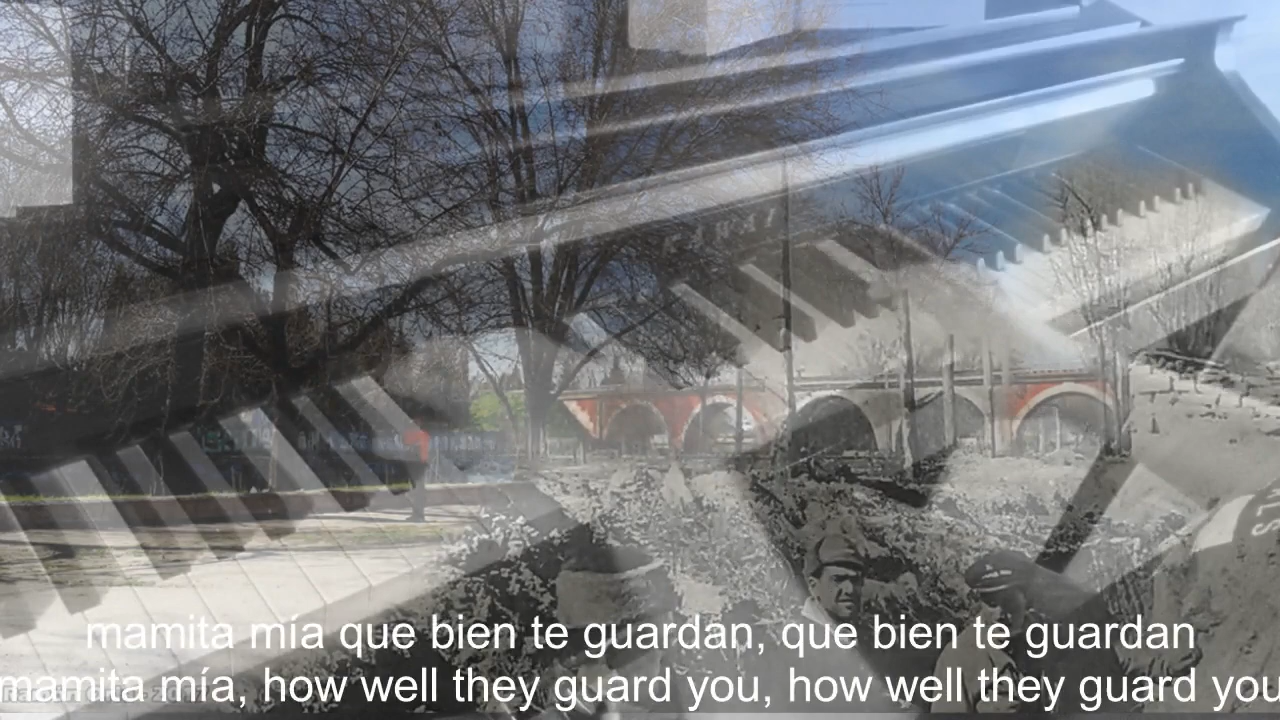 mamita mía que bien te guardan, que bien te guardan
mamita mía, how well they guard you, how well they guard you